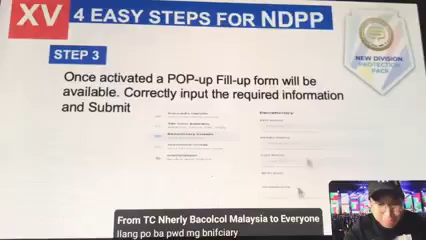 XV 4 EASY STEPS FOR NDPP
NEW DIVISION
PROTECTION
PACK
STEP 3
Once activated a POP-up Fill-up form will be
available. Correctly input the required information
and Submit
From TC Nherly Bacolcol Malaysia to Everyone
Ilang po ba pwd mg bnifciary